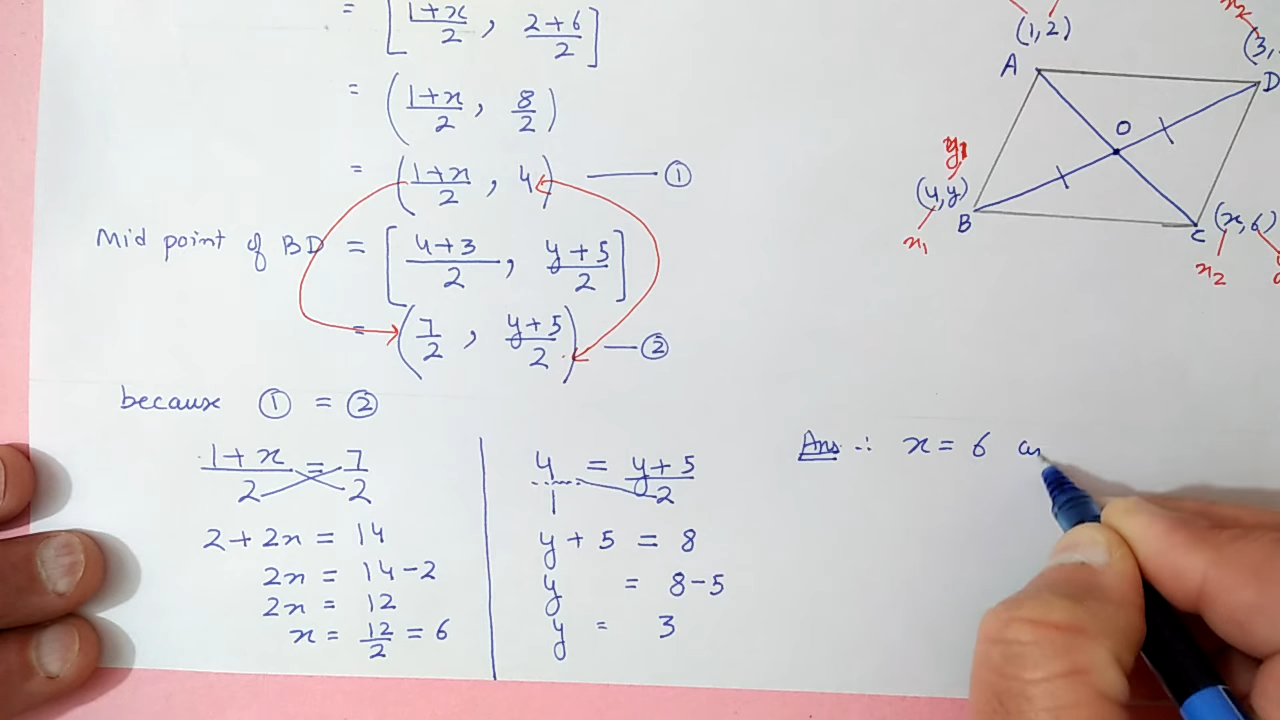 = [ 1+x/2 , 2+6/2 ]
= ( 1+x/2 , 8/2 )
= ( 1+x/2 , 4 ) —— ①
Mid point of BD = [ 4+3/2 , y+5/2 ]
= ( 7/2 , y+5/2 ) — ②
because ① = ②
1+x/2 = 7/2
2+2x = 14
2x = 14-2
2x = 12
x = 12/2 = 6
4/1 = y+5/2
y+5 = 8
y = 8-5
y = 3
Ans ∴ x = 6
x2
(1,2)
(3,
A
D
O
y1
(4,y)
B
x1
C
(x,6)
x2